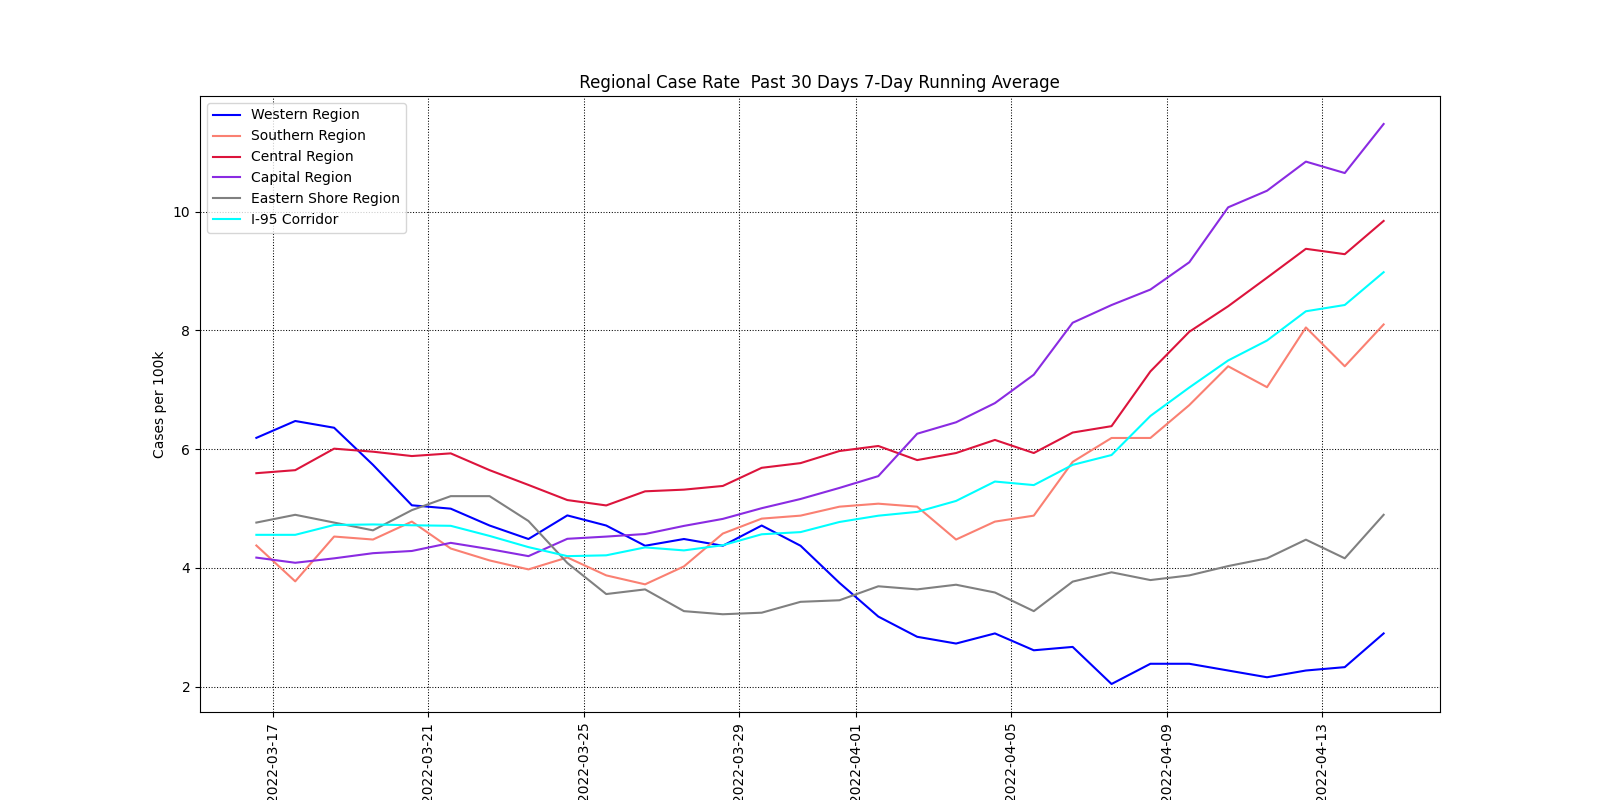 Regional Case Rate  Past 30 Days 7-Day Running Average
Western Region
Southern Region
Central Region
Capital Region
Eastern Shore Region
I-95 Corridor
Cases per 100k
10
8
6
4
2
2022-03-17
2022-03-21
2022-03-25
2022-03-29
2022-04-01
2022-04-05
2022-04-09
2022-04-13